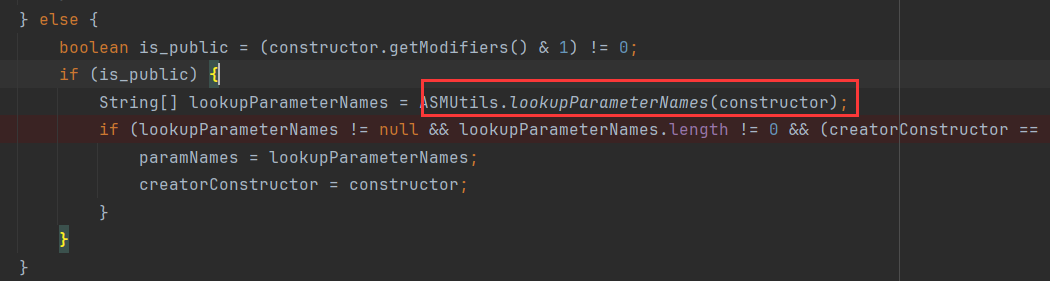 } else {
boolean is_public = (constructor.getModifiers() & 1) != 0;
if (is_public) {
String[] lookupParameterNames = ASMUtils.lookupParameterNames(constructor);
if (lookupParameterNames != null && lookupParameterNames.length != 0 && (creatorConstructor ==
paramNames = lookupParameterNames;
creatorConstructor = constructor;
}
}
}